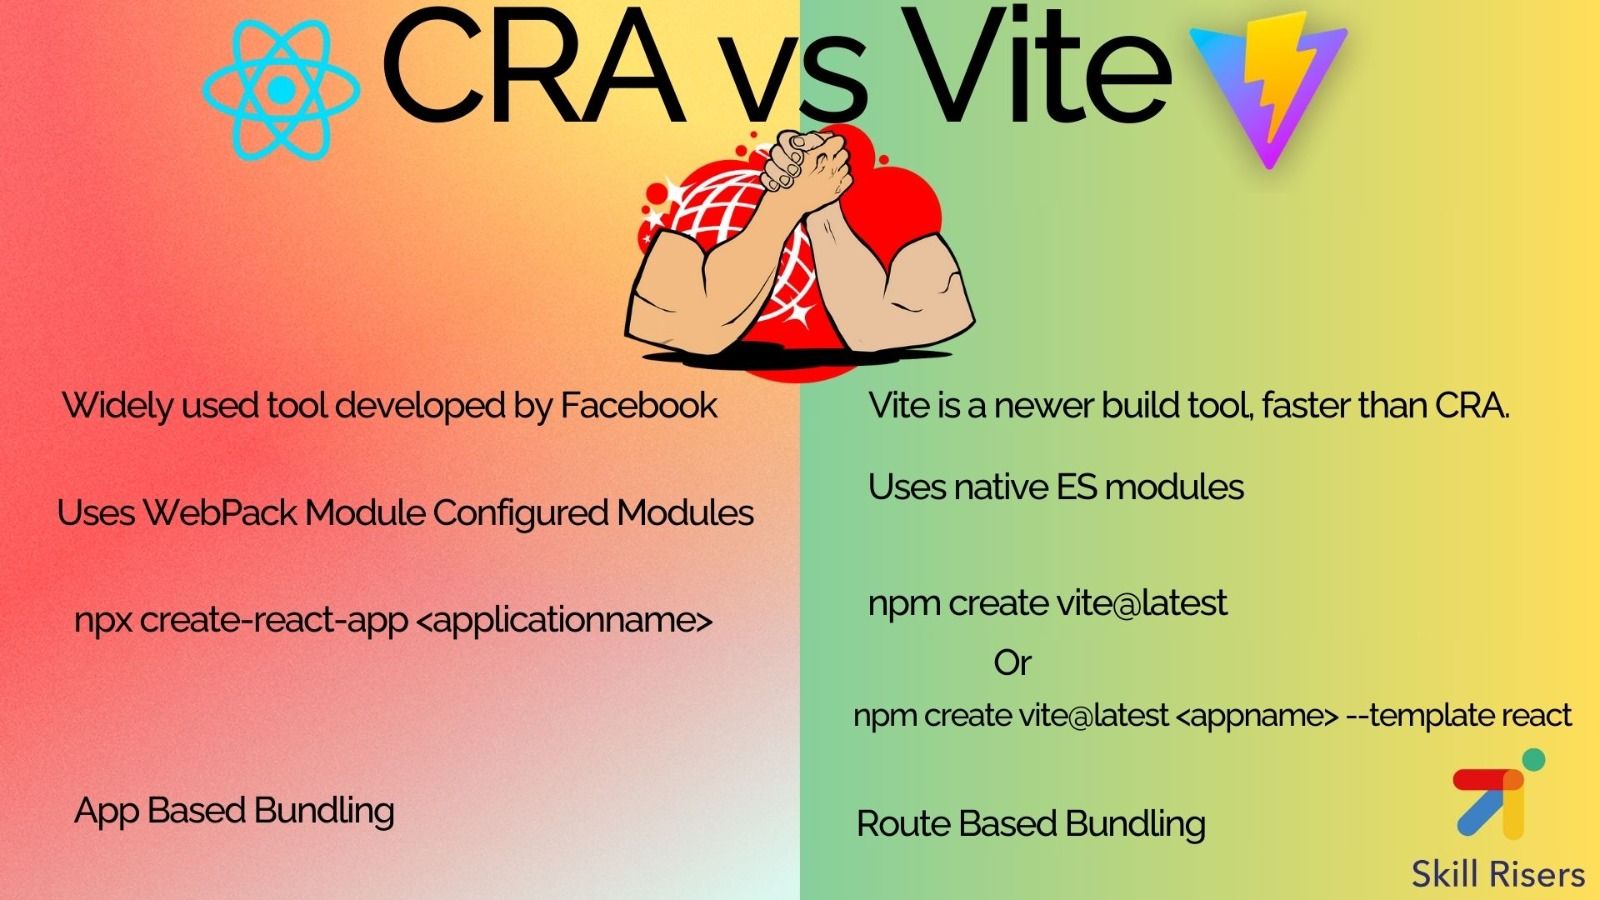 CRA vs Vite
Widely used tool developed by Facebook
Uses WebPack Module Configured Modules
npx create-react-app <applicationname>
App Based Bundling
Vite is a newer build tool, faster than CRA.
Uses native ES modules
npm create vite@latest
Or
npm create vite@latest <appname> --template react
Route Based Bundling
Skill Risers